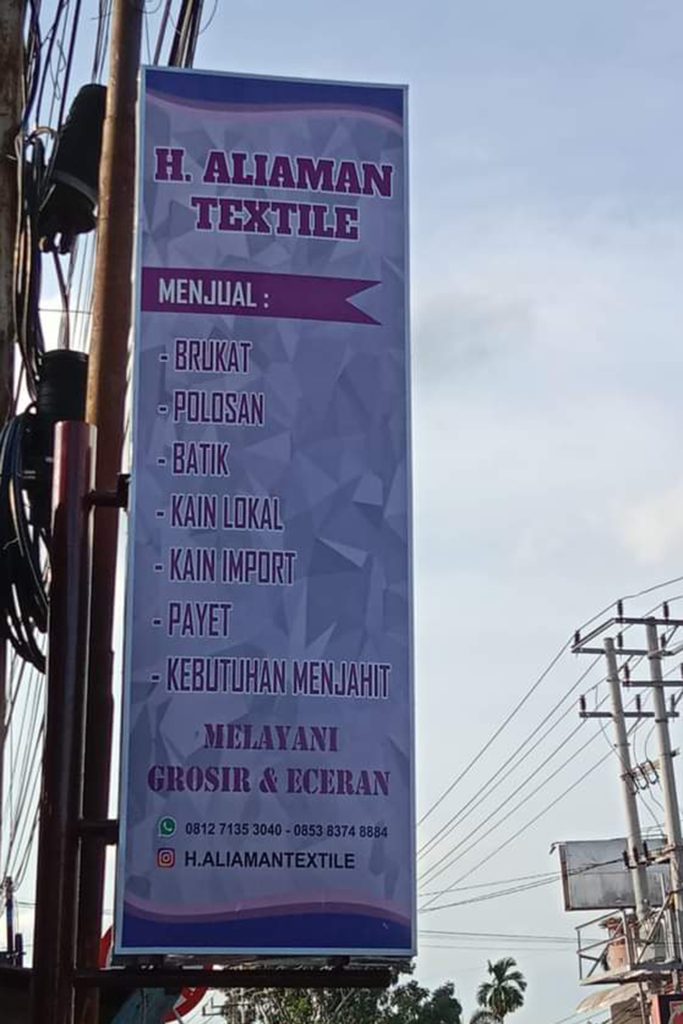 H. ALIAMAN
TEXTILE
MENJUAL :
- BRUKAT
- POLOSAN
- BATIK
- KAIN LOKAL
- KAIN IMPORT
- PAYET
- KEBUTUHAN MENJAHIT
MELAYANI
GROSIR & ECERAN
0812 7135 3040 - 0853 8374 8884
H.ALIAMANTEXTILE